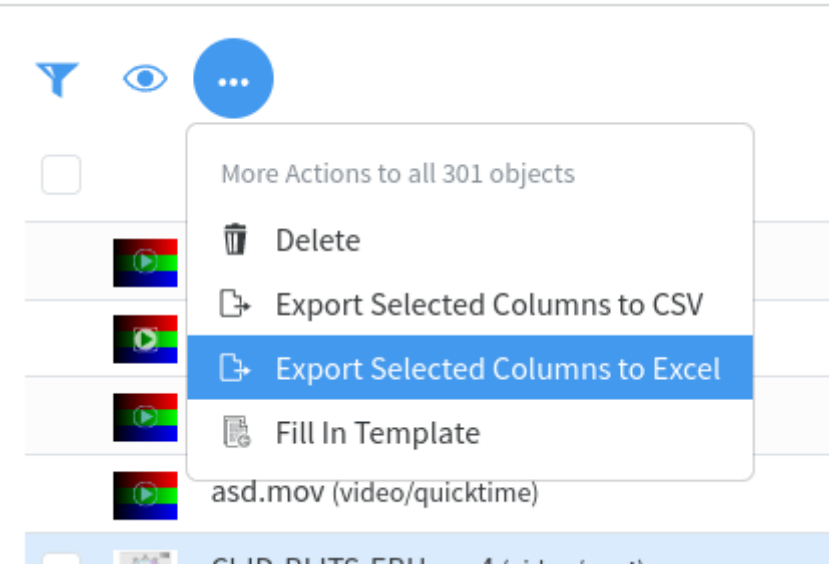 More Actions to all 301 objects
Delete
Export Selected Columns to CSV
Export Selected Columns to Excel
Fill In Template
asd.mov (video/quicktime)